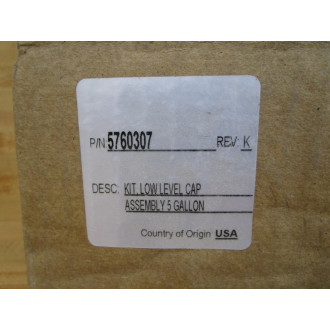 P/N: 5760307 REV: K
DESC: KIT, LOW LEVEL CAP
ASSEMBLY 5 GALLON
Country of Origin USA